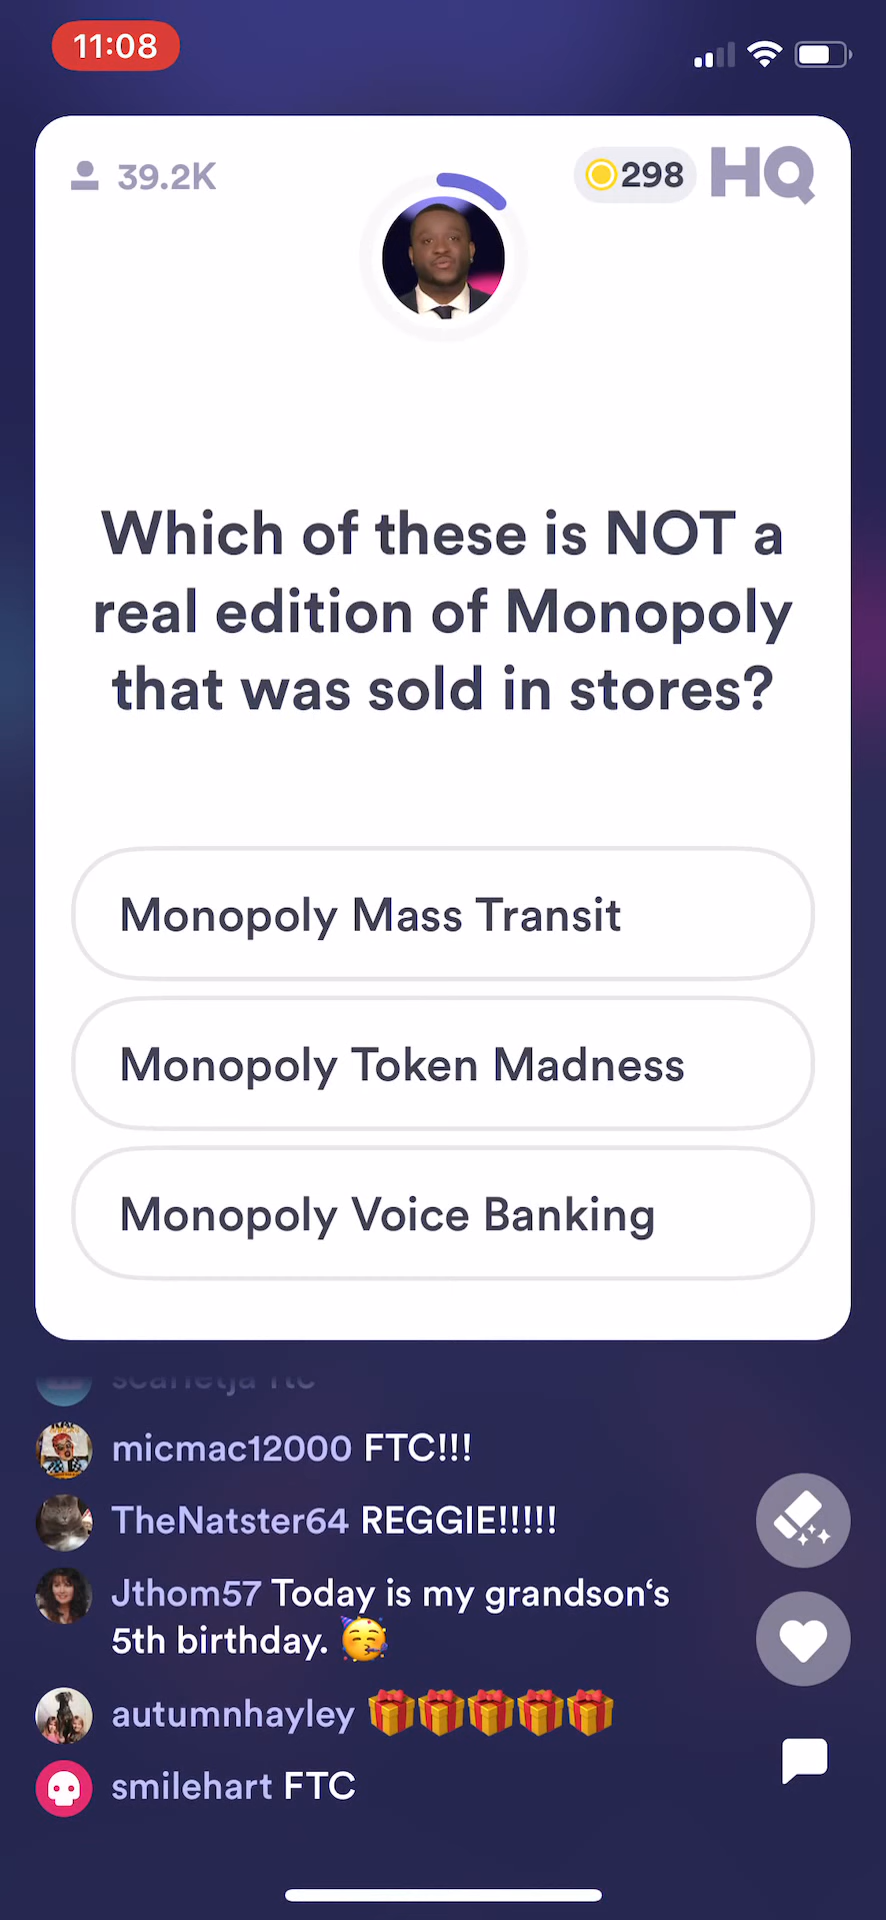 11:08
39.2K
298
HQ
Which of these is NOT a
real edition of Monopoly
that was sold in stores?
Monopoly Mass Transit
Monopoly Token Madness
Monopoly Voice Banking
micmac12000 FTC!!!
TheNatster64 REGGIE!!!!!
Jthom57 Today is my grandson‘s
5th birthday. 🥳
autumnhayley 🎁🎁🎁🎁🎁
smilehart FTC